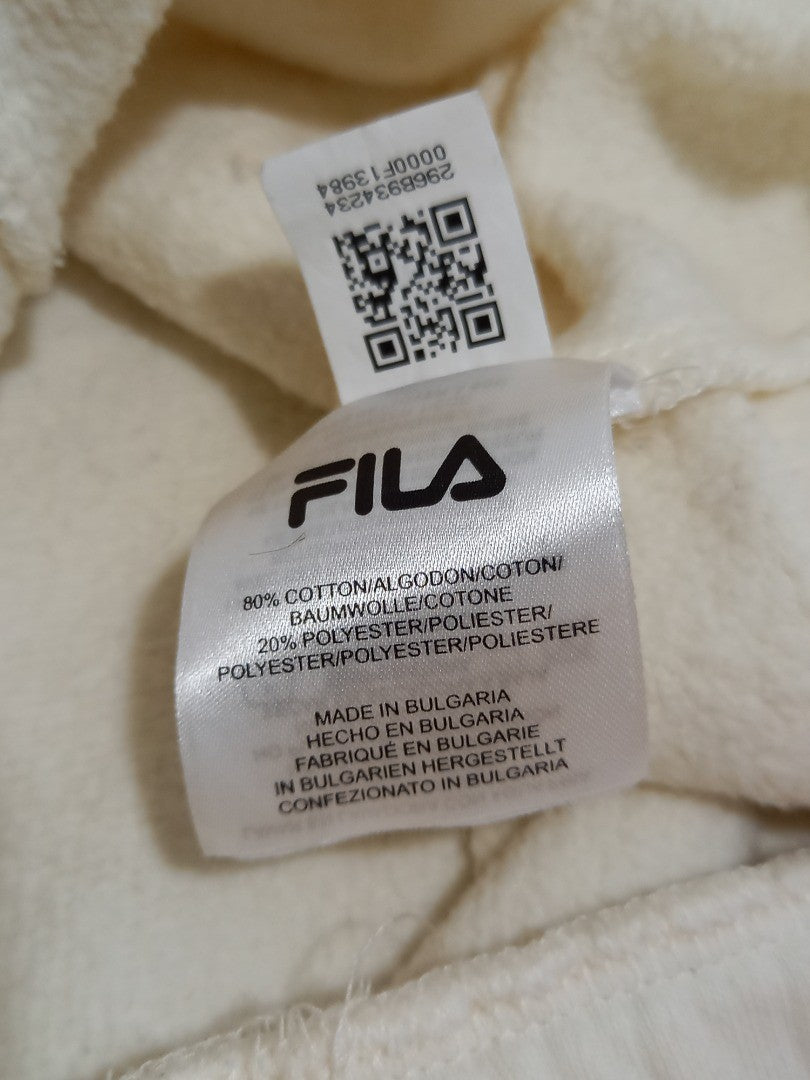 0000F13984
296B934234
FILA
80% COTTON/ALGODON/COTON/
BAUMWOLLE/COTONE
20% POLYESTER/POLIESTER/
POLYESTER/POLYESTER/POLIESTERE
MADE IN BULGARIA
HECHO EN BULGARIA
FABRIQUÉ EN BULGARIE
IN BULGARIEN HERGESTELLT
CONFEZIONATO IN BULGARIA